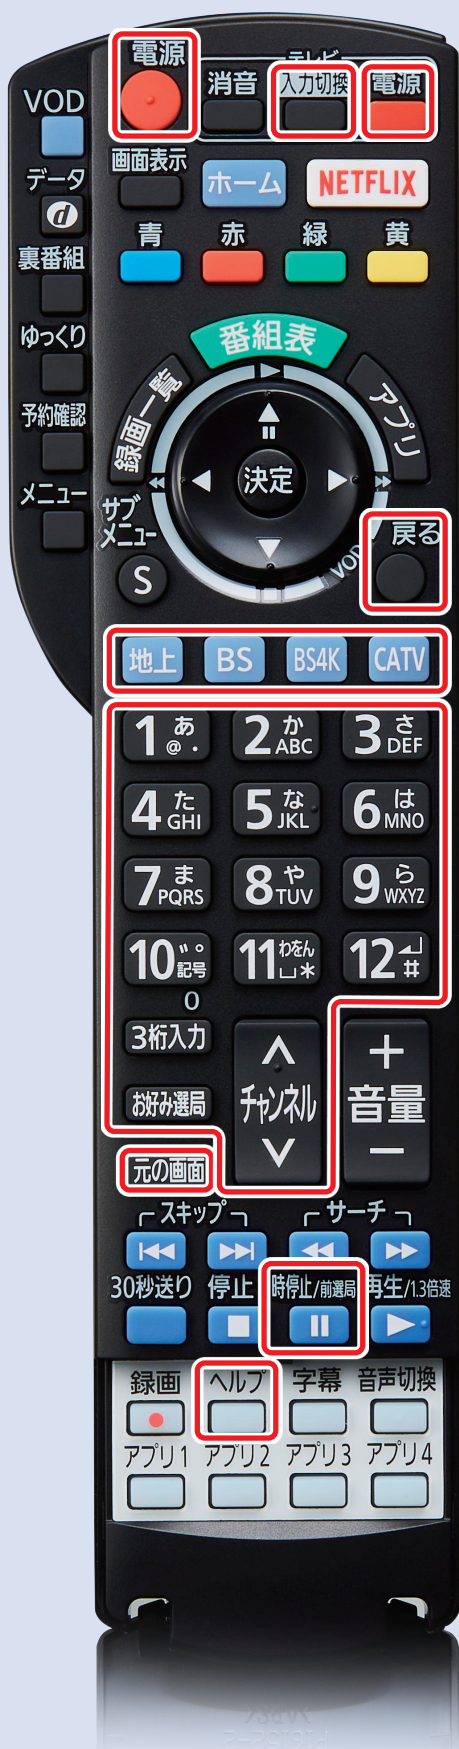 電源
テレビ
VOD
消音
入力切換
電源
データ
d
画面表示
ホーム
NETFLIX
裏番組
青
赤
緑
黄
ゆっくり
番組表
予約確認
録画一覧
アプリ
メニュー
決定
サブ
メニュー
S
VOD
戻る
地上 BS BS4K CATV
1 あ @ .
2 か ABC
3 さ DEF
4 た GHI
5 な JKL
6 は MNO
7 ま PQRS
8 や TUV
9 ら WXYZ
10 ゛゜ 記号
11 わをん ␣*
12 ↲ #
0
3桁入力
チャンネル
+
音量
−
お好み選局
元の画面
スキップ
サーチ
30秒送り
停止
時停止/前選局
再生/1.3倍速
録画
ヘルプ
字幕
音声切換
アプリ1 アプリ2 アプリ3 アプリ4